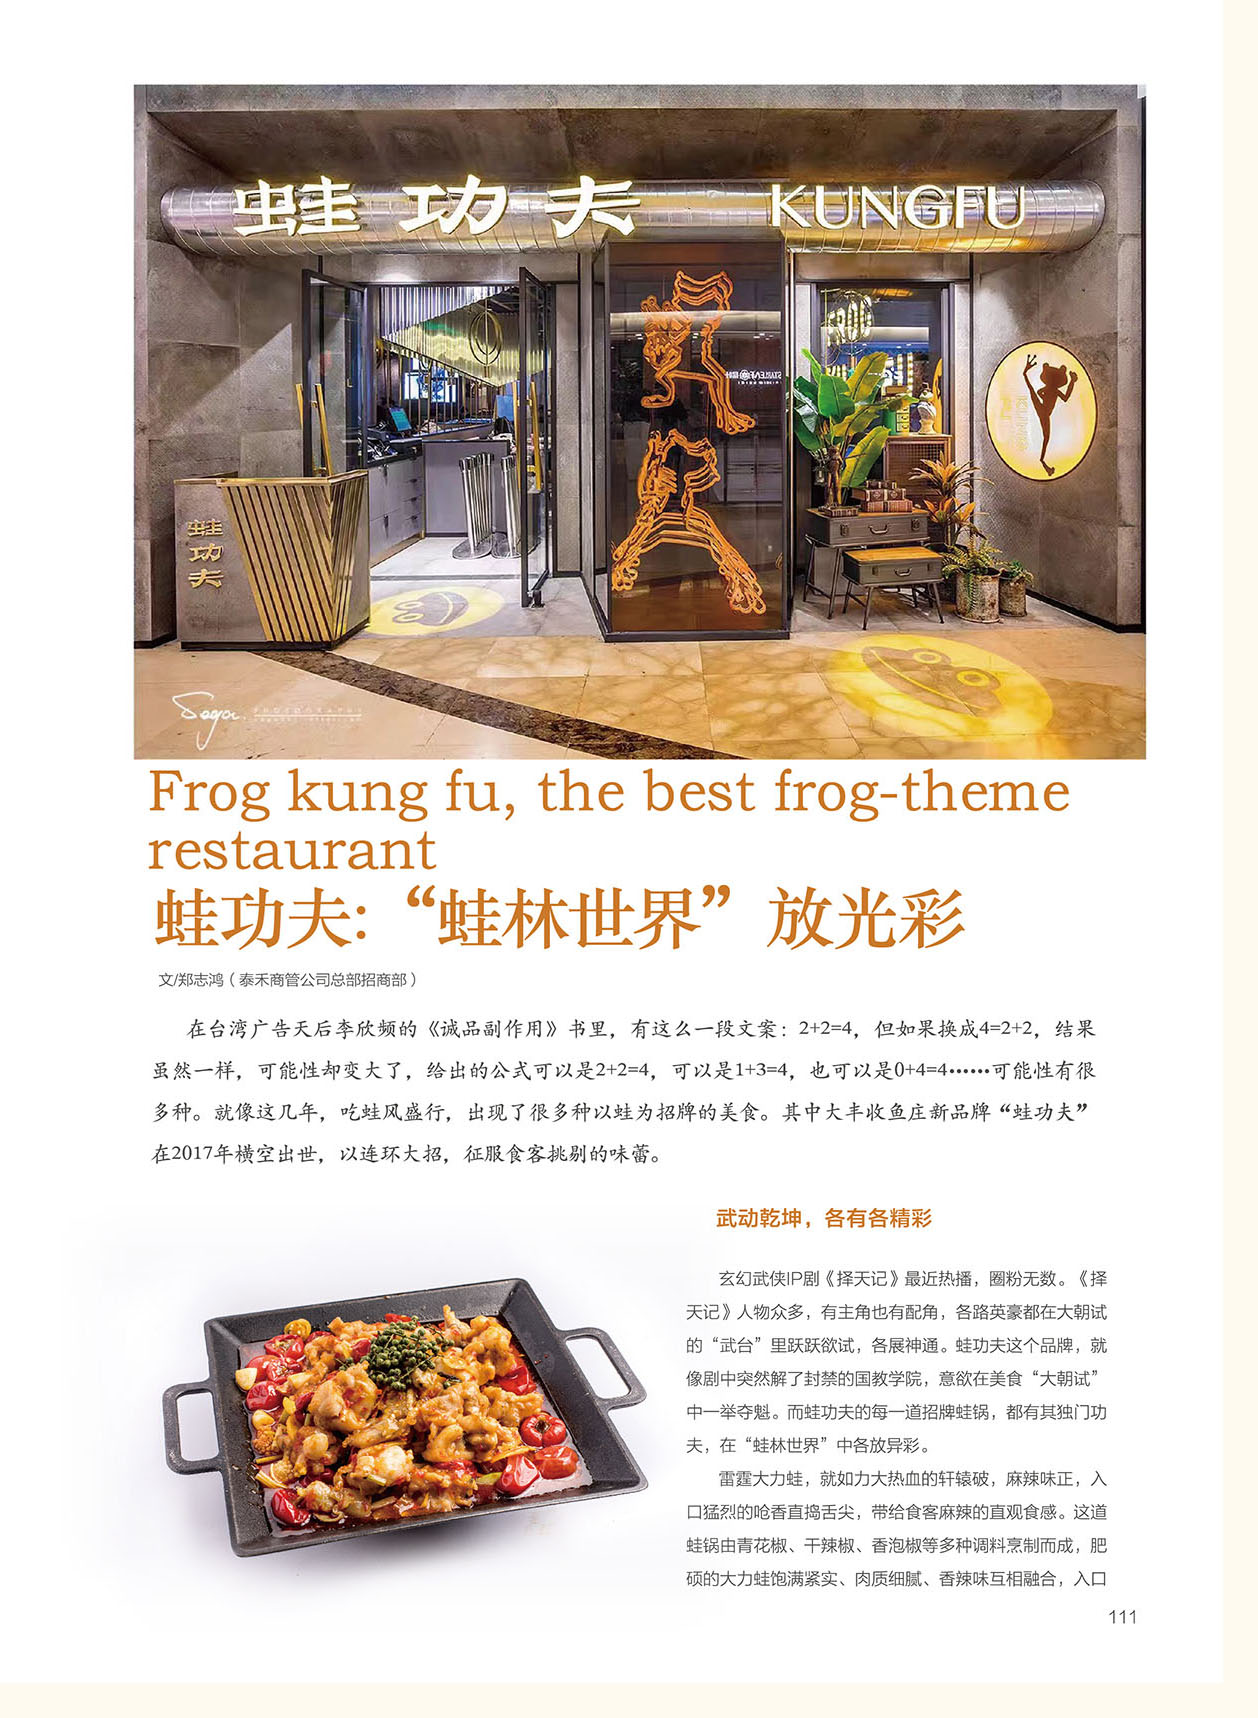 蛙功夫 KUNGFU
蛙
功
夫
Frog kung fu, the best frog-theme
restaurant
蛙功夫：“蛙林世界”放光彩
文/郑志鸿（泰禾商管公司总部招商部）
在台湾广告天后李欣频的《诚品副作用》书里，有这么一段文案：2+2=4，但如果换成4=2+2，结果
虽然一样，可能性却变大了，给出的公式可以是2+2=4，可以是1+3=4，也可以是0+4=4……可能性有很
多种。就像这几年，吃蛙风盛行，出现了很多种以蛙为招牌的美食。其中大丰收鱼庄新品牌“蛙功夫”
在2017年横空出世，以连环大招，征服食客挑剔的味蕾。
武动乾坤，各有各精彩
玄幻武侠IP剧《择天记》最近热播，圈粉无数。《择
天记》人物众多，有主角也有配角，各路英豪都在大朝试
的“武台”里跃跃欲试，各展神通。蛙功夫这个品牌，就
像剧中突然解了封禁的国教学院，意欲在美食“大朝试”
中一举夺魁。而蛙功夫的每一道招牌蛙锅，都有其独门功
夫，在“蛙林世界”中各放异彩。
雷霆大力蛙，就如力大热血的轩辕破，麻辣味正，入
口猛烈的呛香直捣舌尖，带给食客麻辣的直观食感。这道
蛙锅由青花椒、干辣椒、香泡椒等多种调料烹制而成，肥
硕的大力蛙饱满紧实、肉质细腻、香辣味互相融合，入口
111